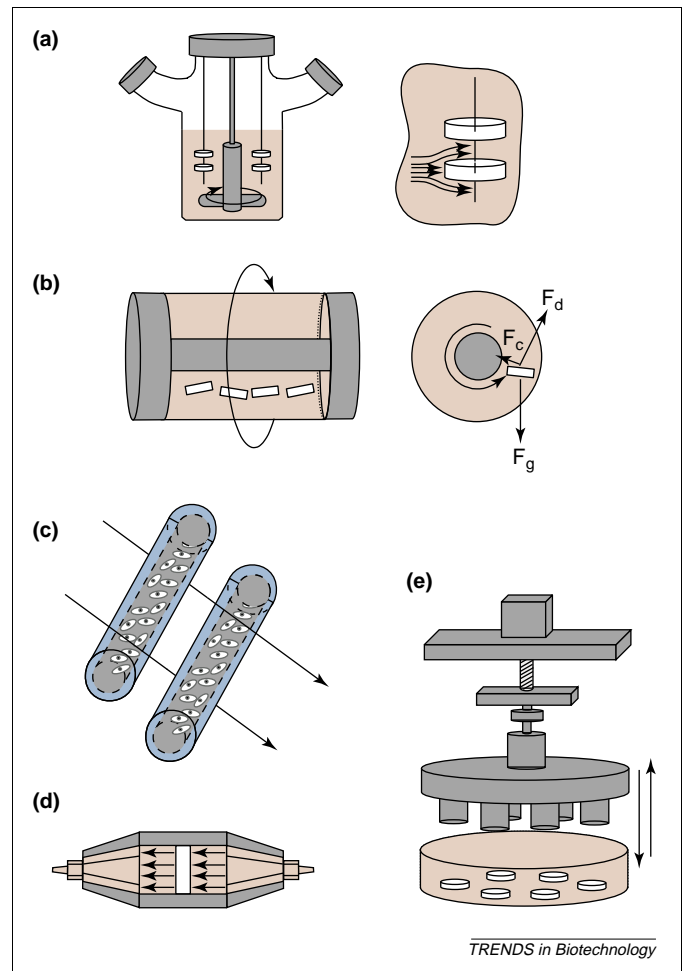 (a)
(b)
F_d
F_c
F_g
(c)
(e)
(d)
TRENDS in Biotechnology